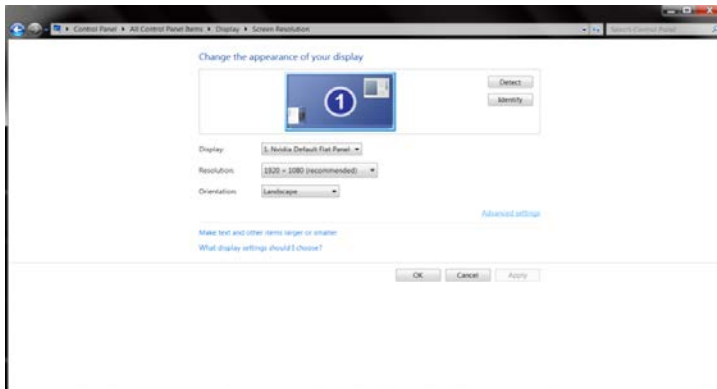 Control Panel ▸ All Control Panel Items ▸ Display ▸ Screen Resolution
Search Control Panel
Change the appearance of your display
1
Detect
Identify
Display:
1. Nvidia Default Flat Panel
Resolution:
1920 × 1080 (recommended)
Orientation:
Landscape
Advanced settings
Make text and other items larger or smaller
What display settings should I choose?
OK
Cancel
Apply